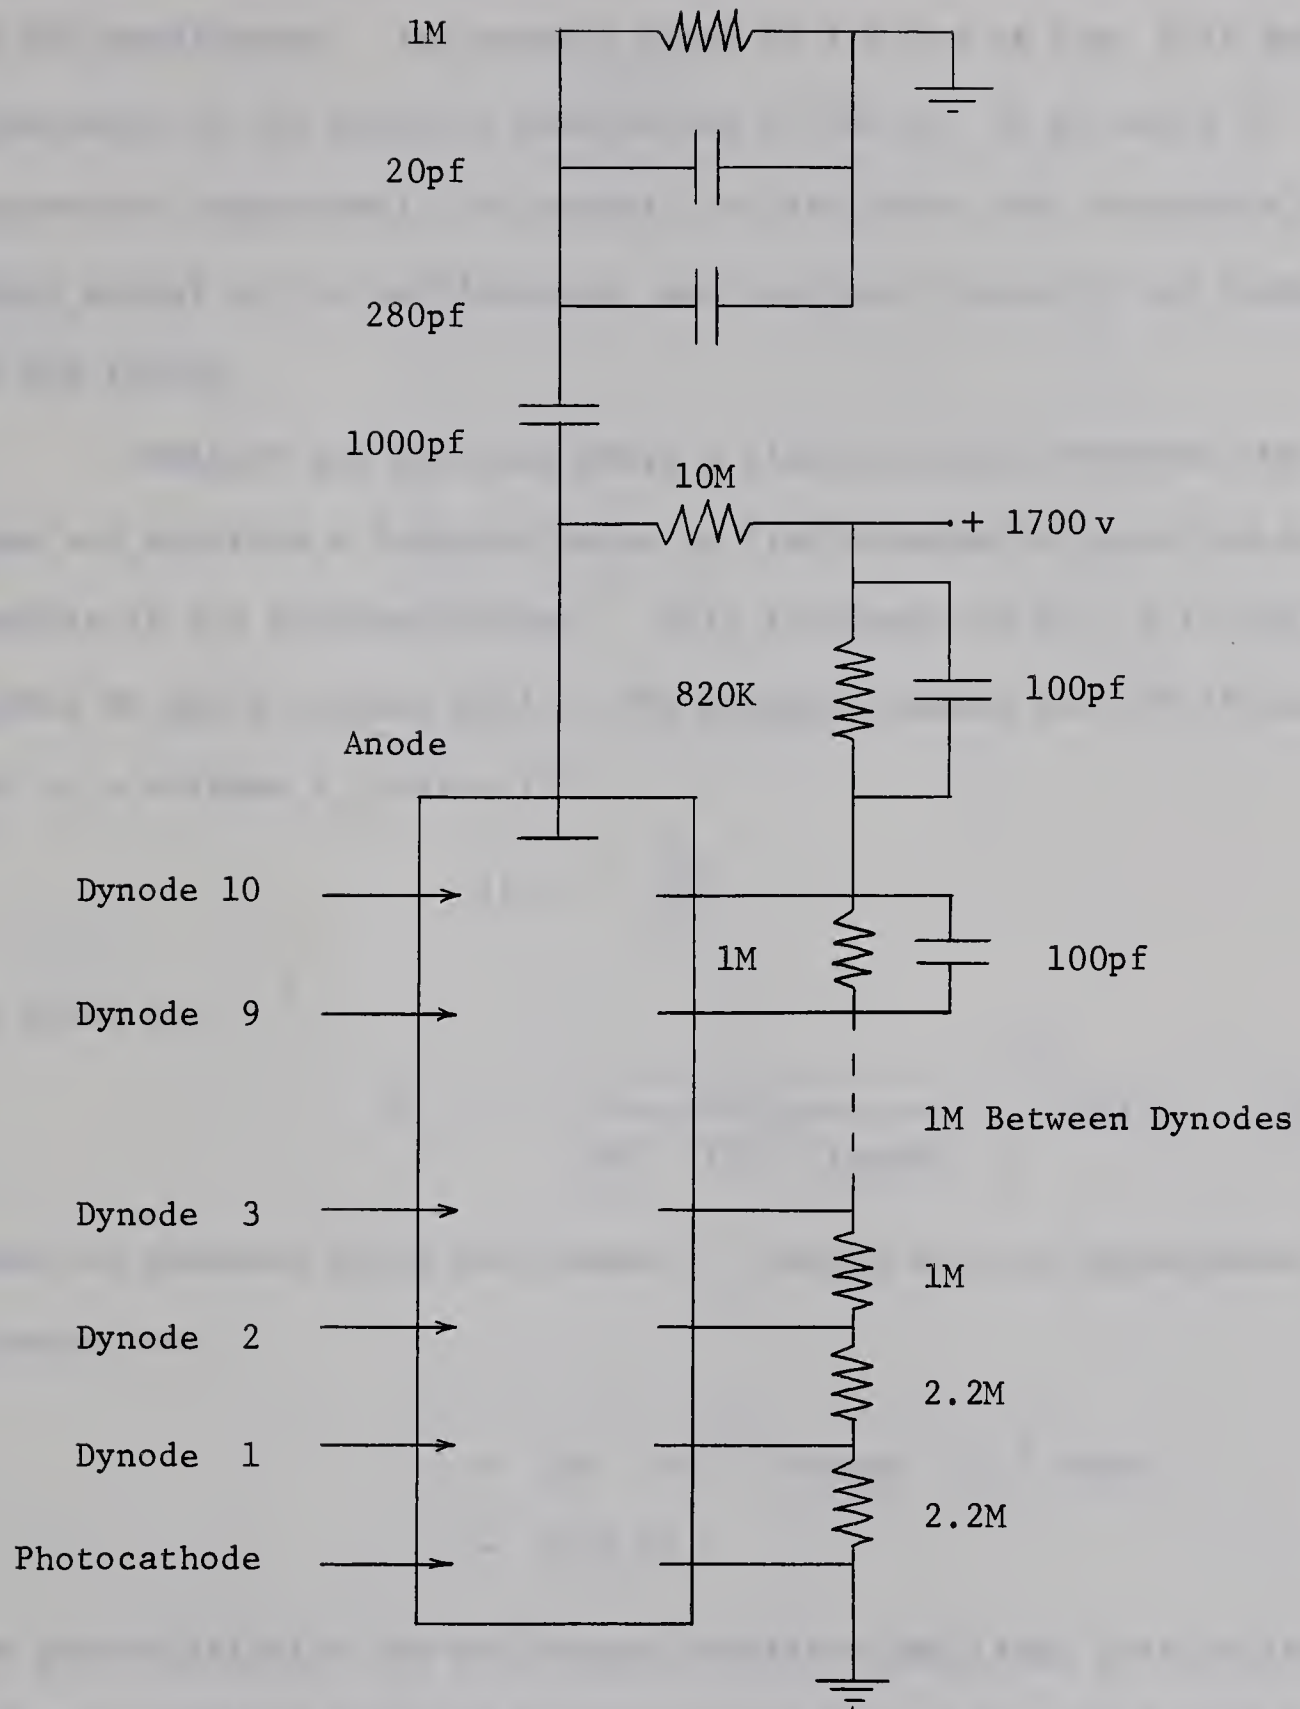 1M
20pf
280pf
1000pf
10M
+ 1700 v
820K
100pf
Anode
Dynode 10
1M
100pf
Dynode 9
1M Between Dynodes
Dynode 3
1M
Dynode 2
2.2M
Dynode 1
2.2M
Photocathode